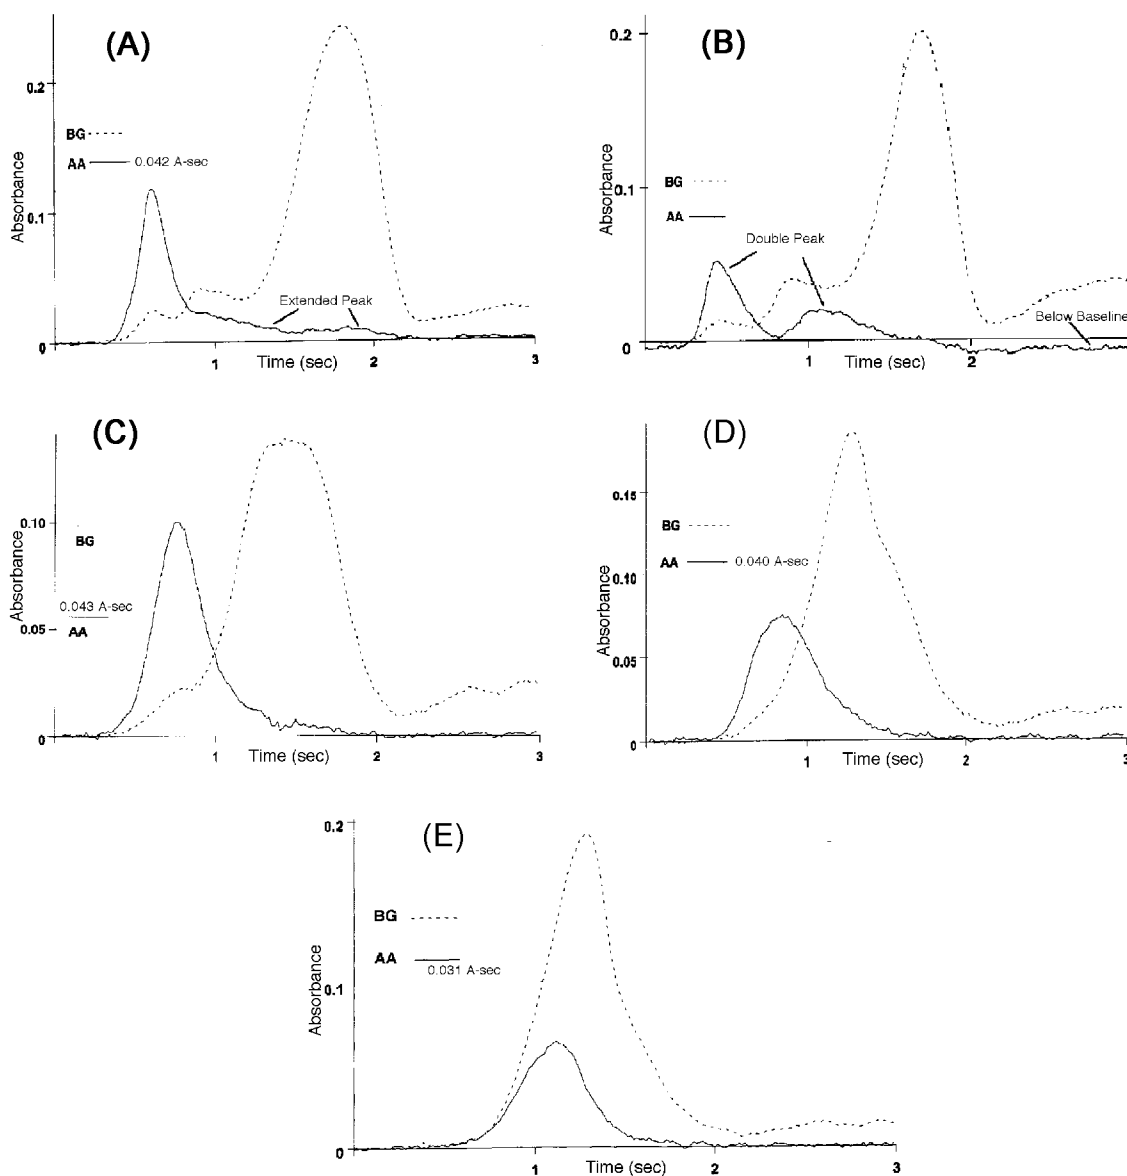 (A)
Absorbance
0.2
BG
AA 0.042 A-sec
0.1
Extended Peak
0
1
2
3
Time (sec)
(B)
Absorbance
0.2
BG
0.1
AA
Double Peak
Below Baseline
0
1
2
Time (sec)
(C)
Absorbance
0.10
BG
0.043 A-sec
AA
0.05
0
1
2
3
Time (sec)
(D)
Absorbance
0.15
BG
AA 0.040 A-sec
0.10
0.05
0
1
2
3
Time (sec)
(E)
Absorbance
0.2
BG
AA
0.031 A-sec
0.1
0
1
2
3
Time (sec)